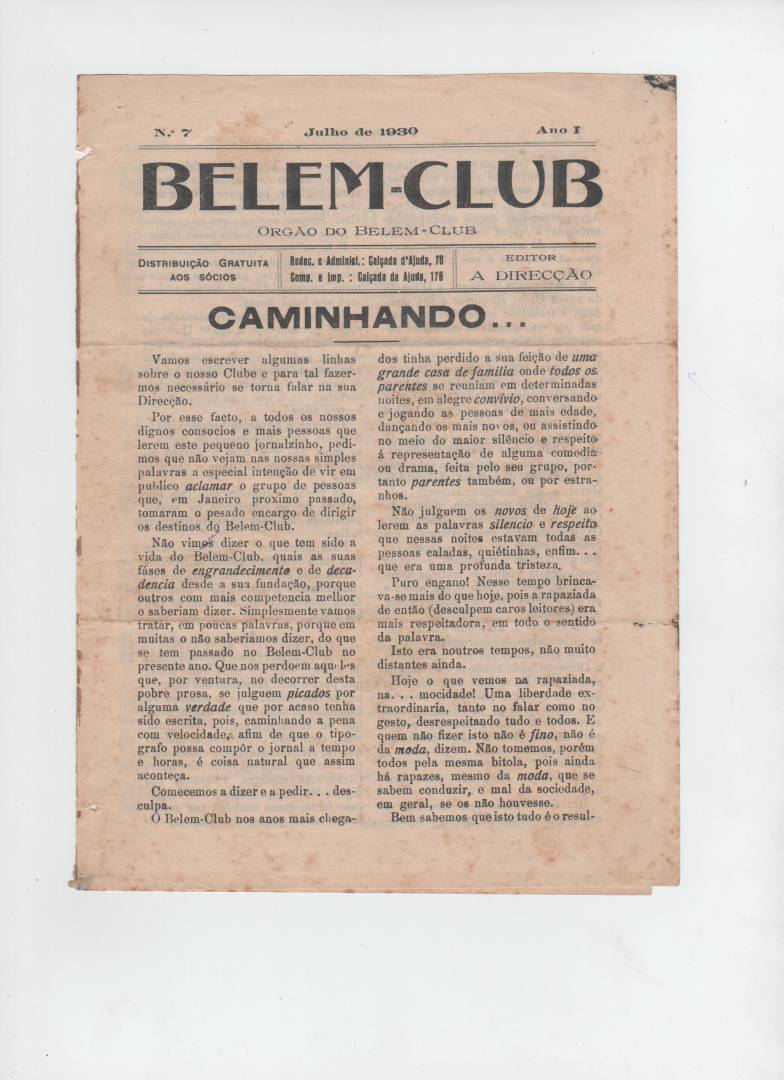 N.º 7 Julho de 1930 Ano I
BELEM-CLUB
ORGÃO DO BELEM-CLUB
DISTRIBUIÇÃO GRATUITA
AOS SÓCIOS
Redac. e Administ.: Calçada d'Ajuda, 78
Comp. e Imp. : Calçada da Ajuda, 176
EDITOR
A DIRECÇÃO
CAMINHANDO...
Vamos escrever algumas linhas
sobre o nosso Clube e para tal fazer-
mos necessário se torna falar na sua
Direcção.
Por esse facto, a todos os nossos
dignos consocios e mais pessoas que
lerem este pequeno jornalzinho, pedi-
mos que não vejam nas nossas simples
palavras a especial intenção de vir em
publico aclamar o grupo de pessoas
que, em Janeiro proximo passado,
tomaram o pesado encargo de dirigir
os destinos do Belem-Club.
Não vimos dizer o que tem sido a
vida do Belem-Club, quais as suas
fáses de engrandecimento e de deca-
dencia desde a sua fundação, porque
outros com mais competencia melhor
o saberiam dizer. Simplesmente vamos
tratar, em poucas palavras, porque em
muitas o não saberiamos dizer, do que
se tem passado no Belem-Club no
presente ano. Que nos perdoem aqueles
que, por ventura, no decorrer desta
pobre prosa, se julguem picados por
alguma verdade que por acaso tenha
sido escrita, pois, caminhando a pena
com velocidade, afim de que o tipo-
grafo possa compôr o jornal a tempo
e horas, é coisa natural que assim
aconteça.
Comecemos a dizer e a pedir... des-
culpa.
O Belem-Club nos anos mais chega-
dos tinha perdido a sua feição de uma
grande casa de familia onde todos os
parentes se reuniam em determinadas
noites, em alegre convívio, conversando
e jogando as pessoas de mais edade,
dançando os mais novos, ou assistindo
no meio do maior silêncio e respeito
á representação de alguma comedia
ou drama, feita pelo seu grupo, por-
tanto parentes também, ou por estra-
nhos.
Não julguem os novos de hoje ao
lerem as palavras silencio e respeito
que nessas noites estavam todas as
pessoas caladas, quiétinhas, enfim...
que era uma profunda tristeza.
Puro engano! Nesse tempo brinca-
va-se mais do que hoje, pois a rapaziada
de então (desculpem caros leitores) era
mais respeitadora, em todo o sentido
da palavra.
Isto era noutros tempos, não muito
distantes ainda.
Hoje o que vemos na rapaziada,
na... mocidade! Uma liberdade ex-
traordinaria, tanto no falar como no
gesto, desrespeitando tudo e todos. E
quem não fizer isto não é fino, não é
da moda, dizem. Não tomemos, porém
todos pela mesma bitola, pois ainda
há rapazes, mesmo da moda, que se
sabem conduzir, e mal da sociedade,
em geral, se os não houvesse.
Bem sabemos que isto tudo é o resul-